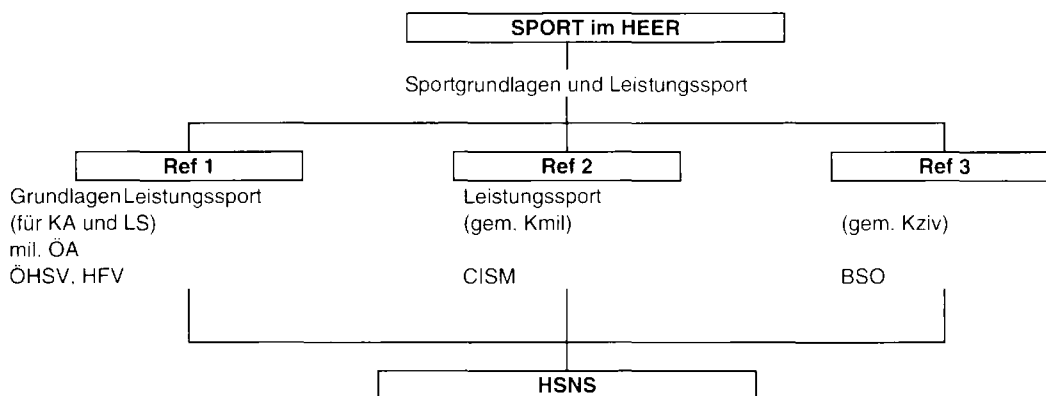 SPORT im HEER
Sportgrundlagen und Leistungssport
Ref 1
Ref 2
Ref 3
Grundlagen Leistungssport
(für KA und LS)
mil. ÖA
ÖHSV, HFV
Leistungssport
(gem. Kmil)
CISM
(gem. Kziv)
BSO
HSNS